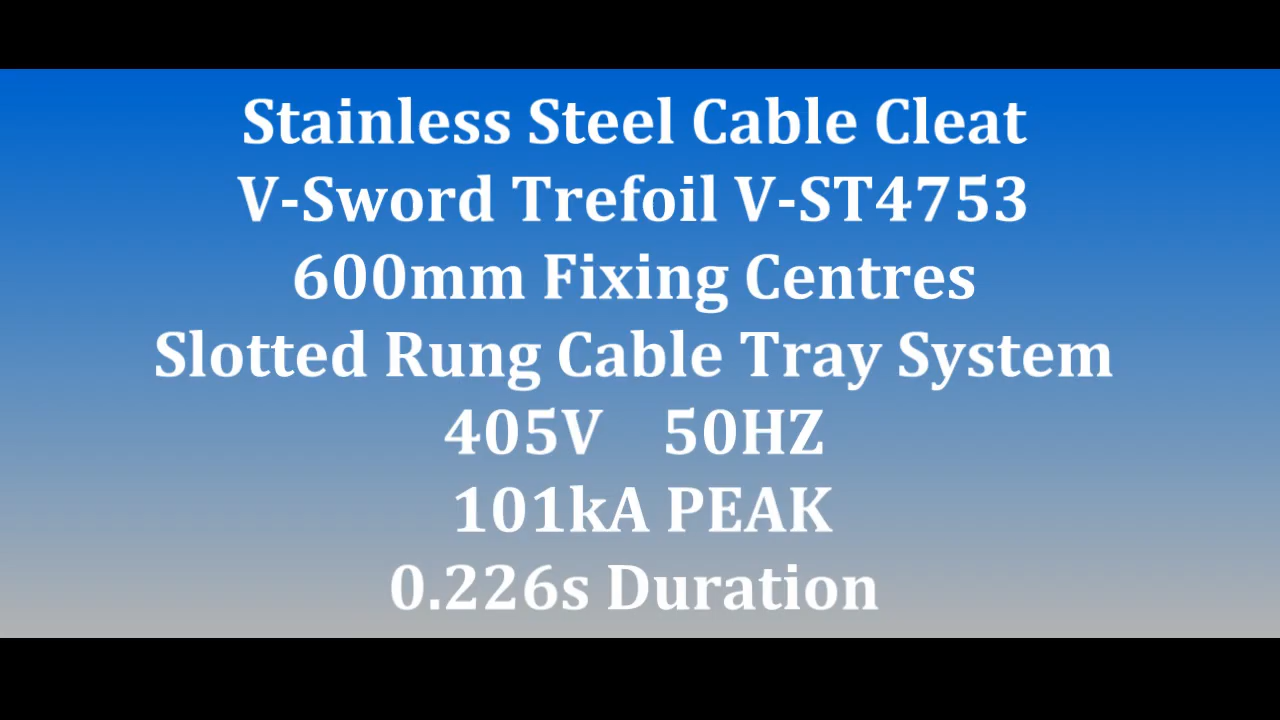 Stainless Steel Cable Cleat
V-Sword Trefoil V-ST4753
600mm Fixing Centres
Slotted Rung Cable Tray System
405V 50HZ
101kA PEAK
0.226s Duration